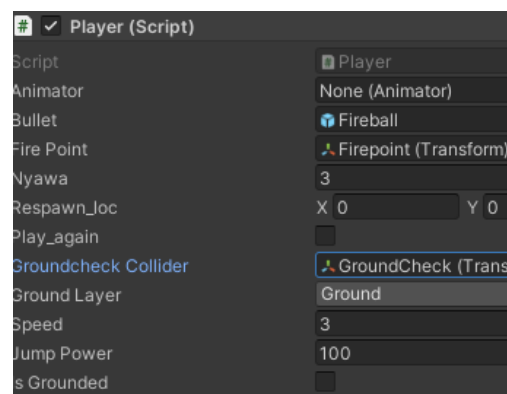 # Player (Script)
Script Player
Animator None (Animator)
Bullet Fireball
Fire Point Firepoint (Transform)
Nyawa 3
Respawn_loc X 0 Y 0
Play_again
Groundcheck Collider GroundCheck (Trans
Ground Layer Ground
Speed 3
Jump Power 100
Is Grounded